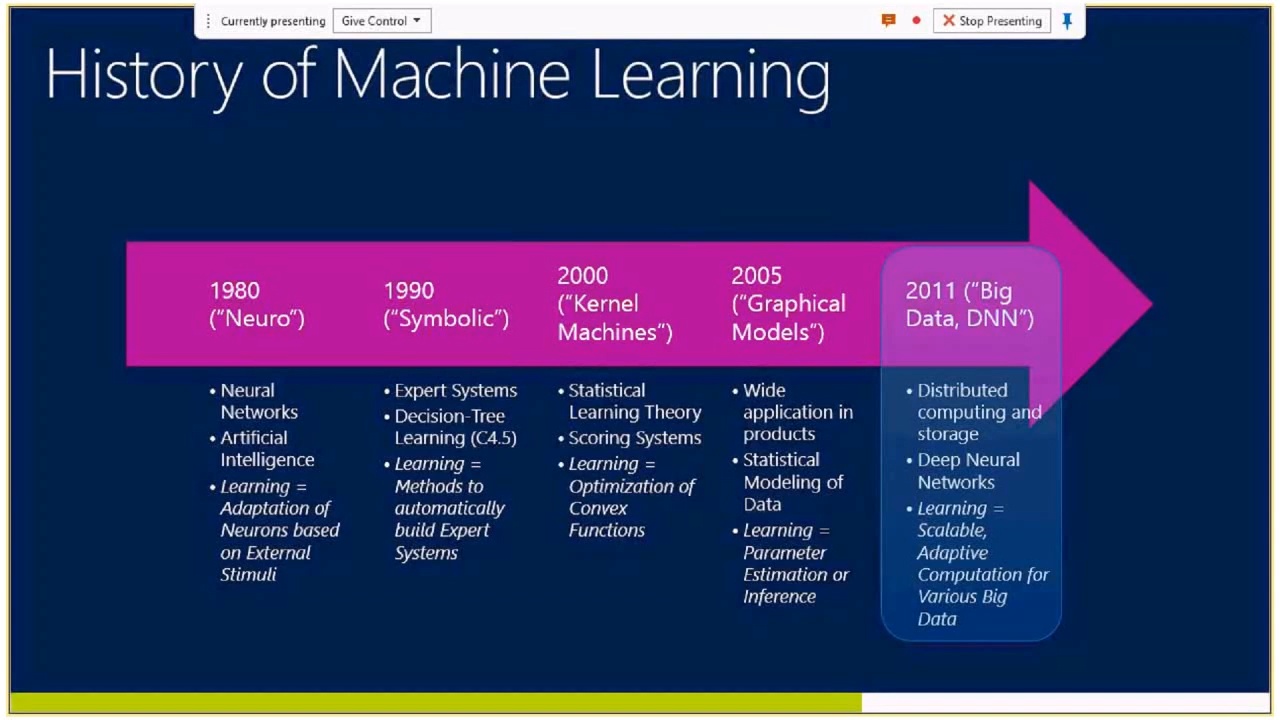 Currently presenting
Give Control
Stop Presenting
History of Machine Learning
1980
("Neuro")
• Neural
Networks
• Artificial
Intelligence
• Learning =
Adaptation of
Neurons based
on External
Stimuli
1990
("Symbolic")
• Expert Systems
• Decision-Tree
Learning (C4.5)
• Learning =
Methods to
automatically
build Expert
Systems
2000
("Kernel
Machines")
• Statistical
Learning Theory
• Scoring Systems
• Learning =
Optimization of
Convex
Functions
2005
("Graphical
Models")
• Wide
application in
products
• Statistical
Modeling of
Data
• Learning =
Parameter
Estimation or
Inference
2011 ("Big
Data, DNN")
• Distributed
computing and
storage
• Deep Neural
Networks
• Learning =
Scalable,
Adaptive
Computation for
Various Big
Data